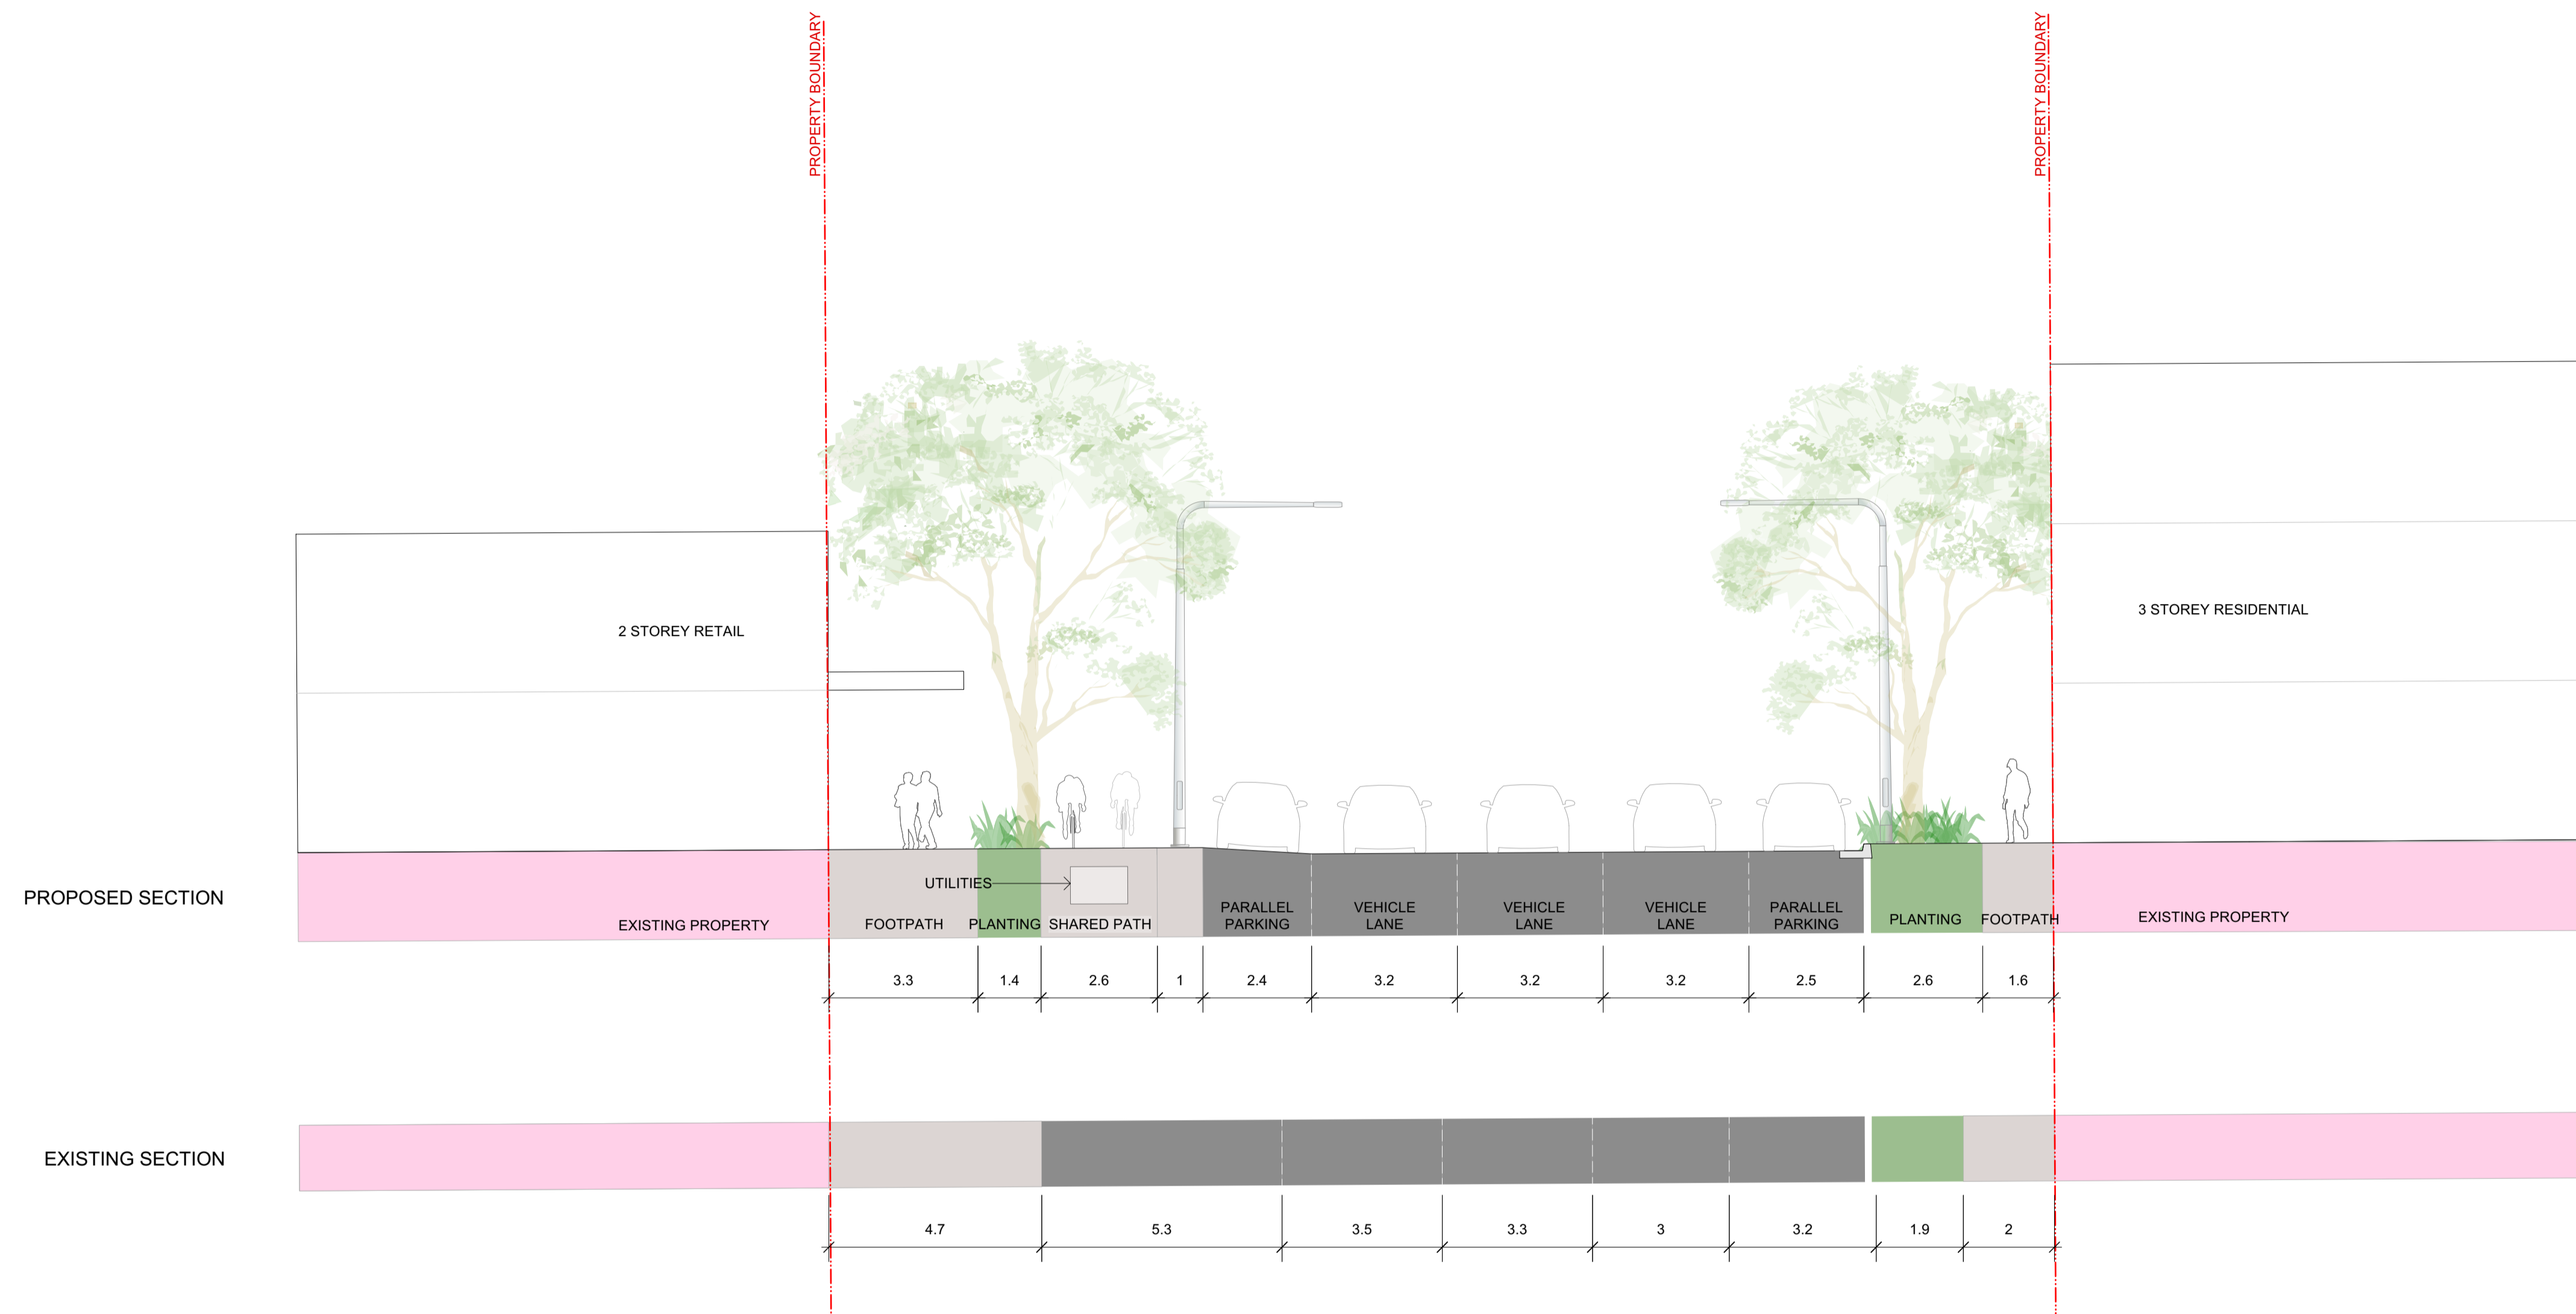 PROPERTY BOUNDARY
PROPERTY BOUNDARY
2 STOREY RETAIL
3 STOREY RESIDENTIAL
PROPOSED SECTION
UTILITIES
EXISTING PROPERTY
FOOTPATH
PLANTING
SHARED PATH
PARALLEL
PARKING
VEHICLE
LANE
VEHICLE
LANE
VEHICLE
LANE
PARALLEL
PARKING
PLANTING
FOOTPATH
EXISTING PROPERTY
3.3
1.4
2.6
1
2.4
3.2
3.2
3.2
2.5
2.6
1.6
EXISTING SECTION
4.7
5.3
3.5
3.3
3
3.2
1.9
2